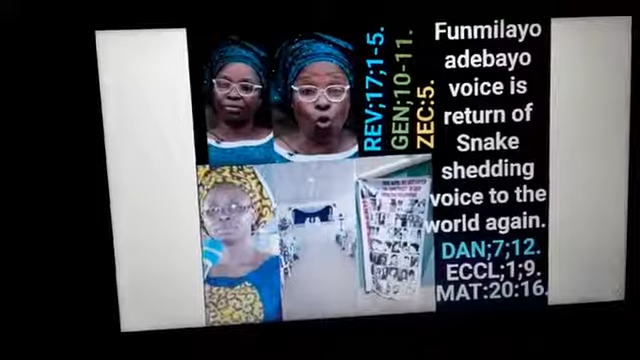 REV;17;1-5.
GEN;10-11.
ZEC:5.
Funmilayo
adebayo
voice is
return of
Snake
shedding
voice to the
world again.
DAN;7;12.
ECCL;1;9.
MAT:20:16.